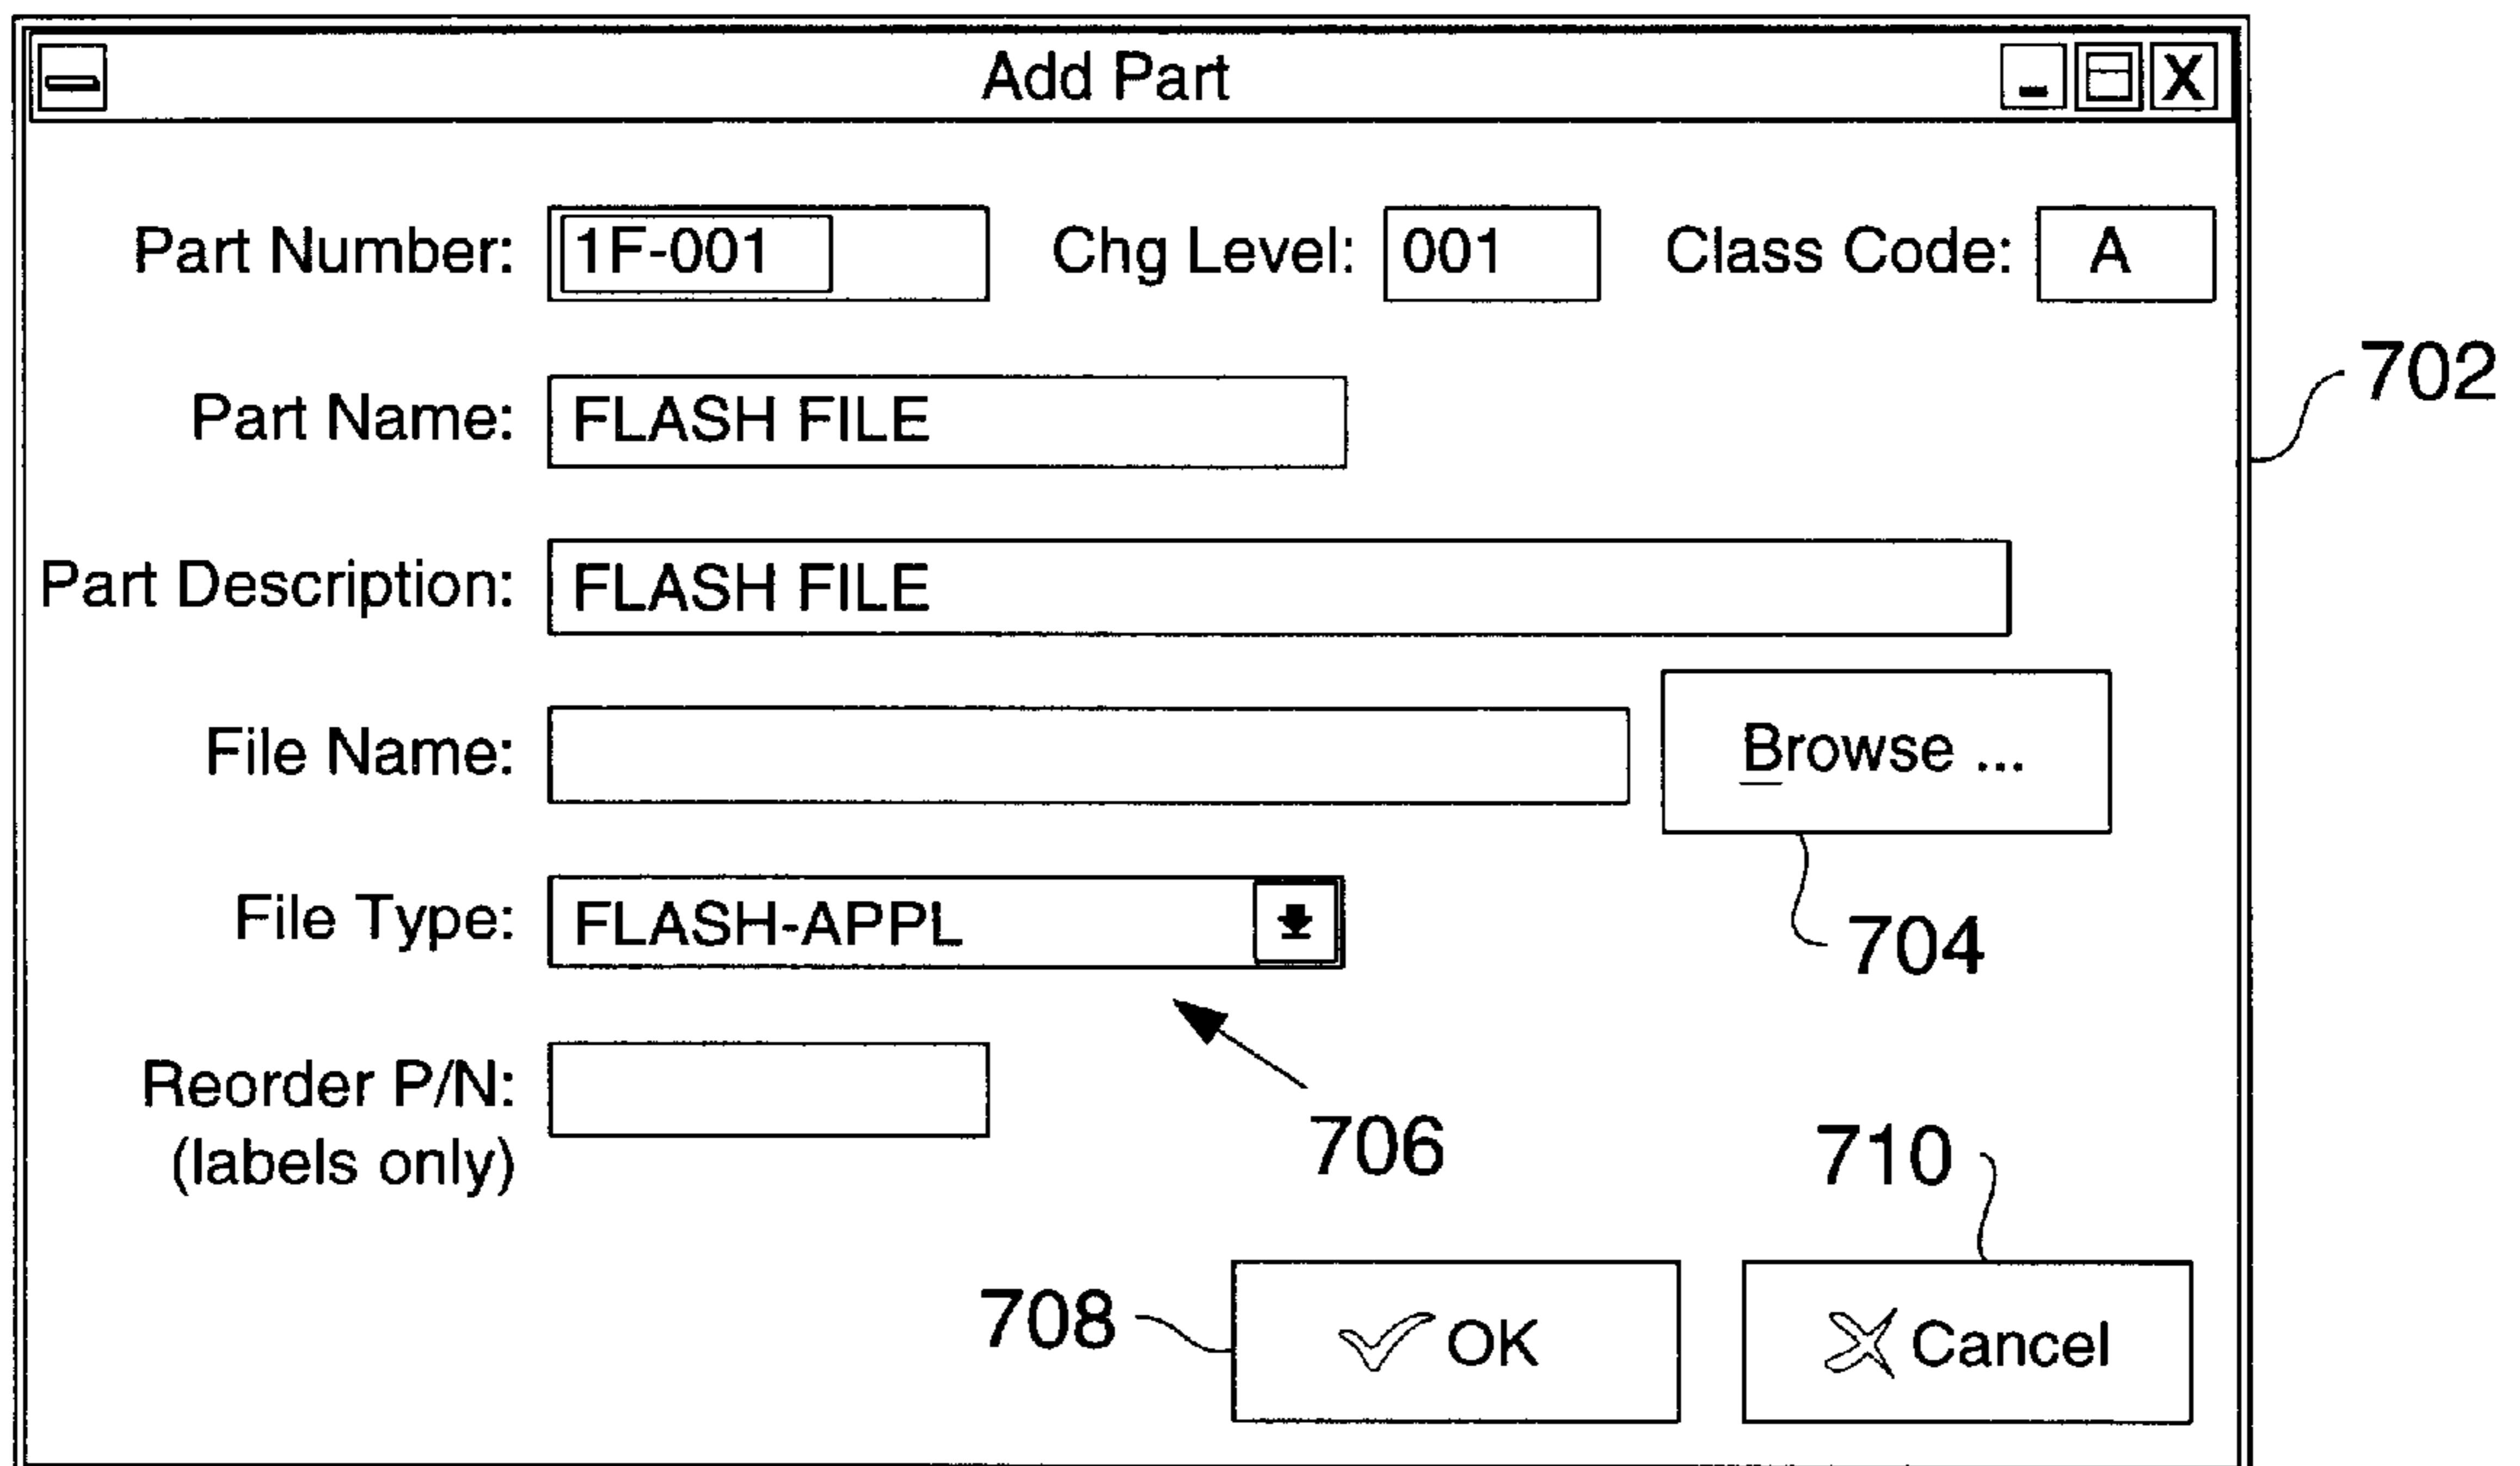 Add Part
X
Part Number: 1F-001 Chg Level: 001 Class Code: A
702
Part Name: FLASH FILE
Part Description: FLASH FILE
File Name: Browse ...
File Type: FLASH-APPL
704
Reorder P/N:
(labels only)
706
710
708
OK
Cancel